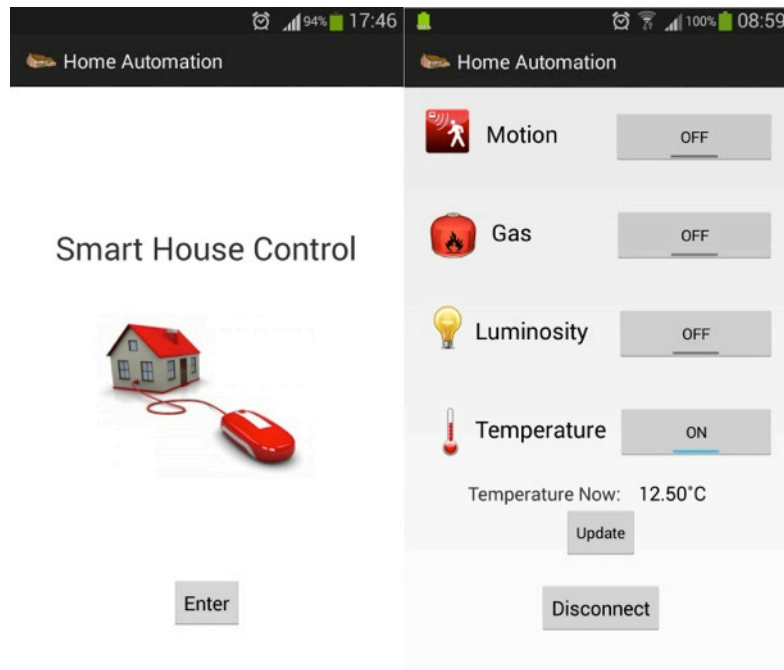 94% 17:46
Home Automation
Smart House Control
Enter
100% 08:59
Home Automation
Motion OFF
Gas OFF
Luminosity OFF
Temperature ON
Temperature Now: 12.50°C
Update
Disconnect